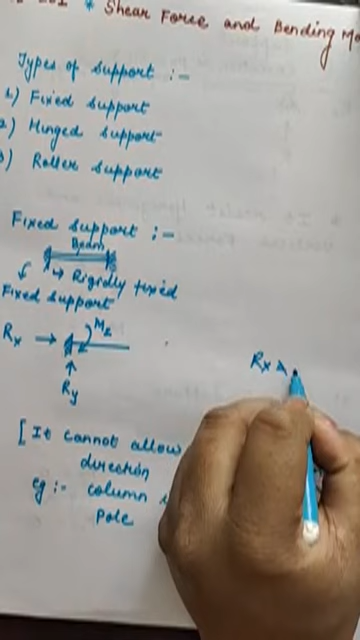 * Shear Force and Bending Mo
Types of support :-
1) Fixed support
2) Hinged support
3) Roller support
Fixed support :-
Beam
A B
→ Rigidly fixed
Fixed support
Rx → Mz
Ry
Rx
[It cannot allow
direction
eg :- column
pole